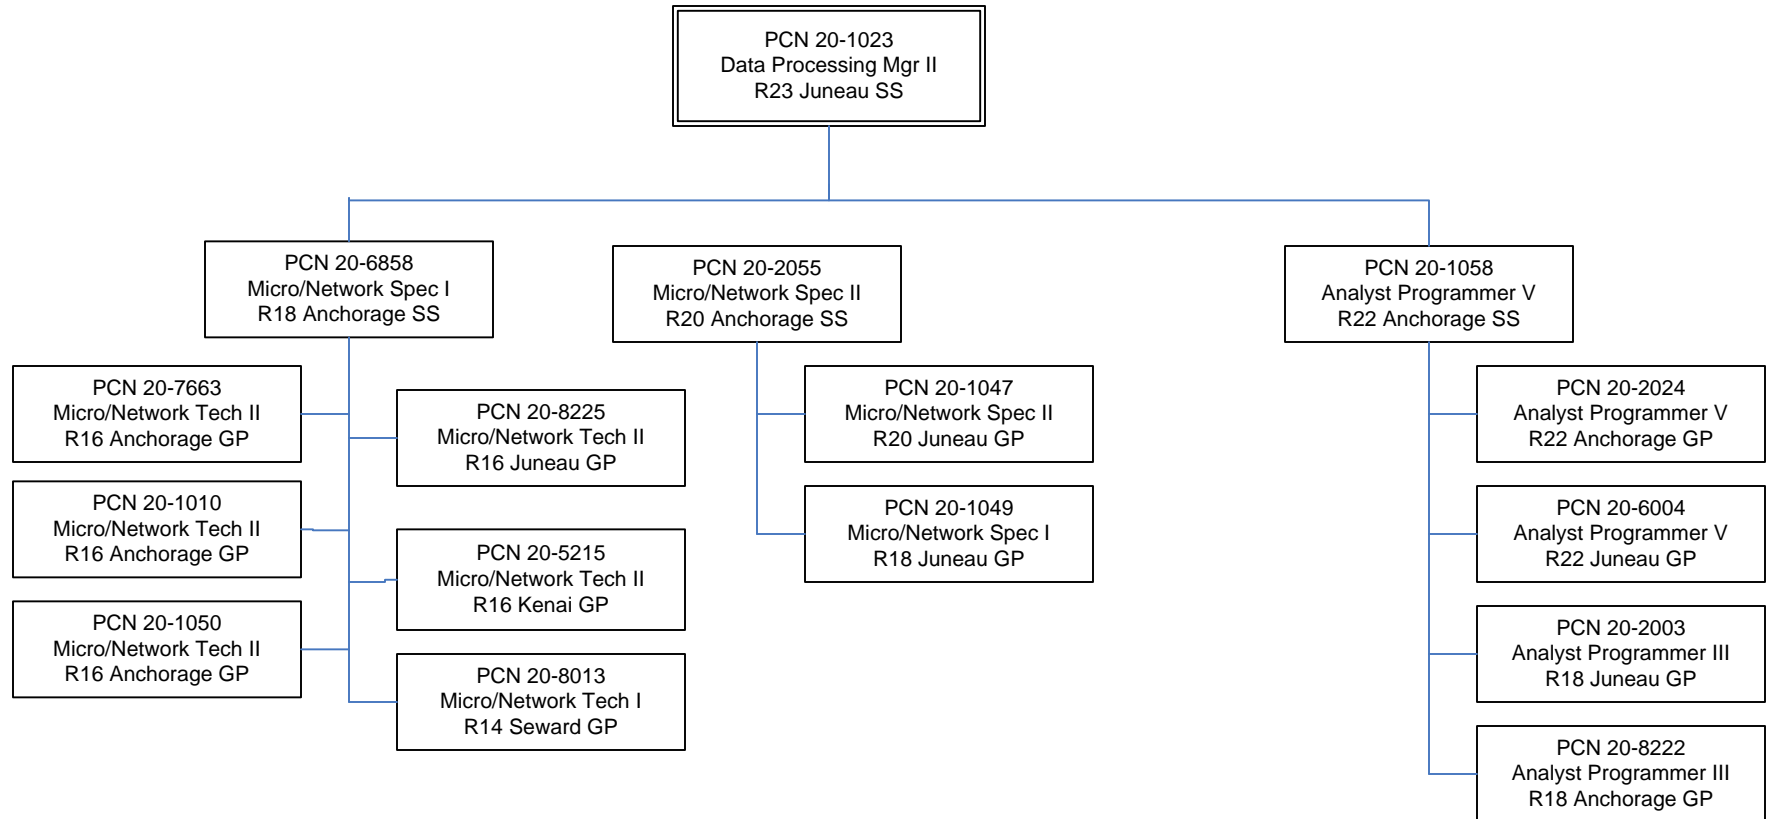 PCN 20-1023
Data Processing Mgr II
R23 Juneau SS
PCN 20-6858
Micro/Network Spec I
R18 Anchorage SS
PCN 20-2055
Micro/Network Spec II
R20 Anchorage SS
PCN 20-1058
Analyst Programmer V
R22 Anchorage SS
PCN 20-7663
Micro/Network Tech II
R16 Anchorage GP
PCN 20-1010
Micro/Network Tech II
R16 Anchorage GP
PCN 20-1050
Micro/Network Tech II
R16 Anchorage GP
PCN 20-8225
Micro/Network Tech II
R16 Juneau GP
PCN 20-5215
Micro/Network Tech II
R16 Kenai GP
PCN 20-8013
Micro/Network Tech I
R14 Seward GP
PCN 20-1047
Micro/Network Spec II
R20 Juneau GP
PCN 20-1049
Micro/Network Spec I
R18 Juneau GP
PCN 20-2024
Analyst Programmer V
R22 Anchorage GP
PCN 20-6004
Analyst Programmer V
R22 Juneau GP
PCN 20-2003
Analyst Programmer III
R18 Juneau GP
PCN 20-8222
Analyst Programmer III
R18 Anchorage GP